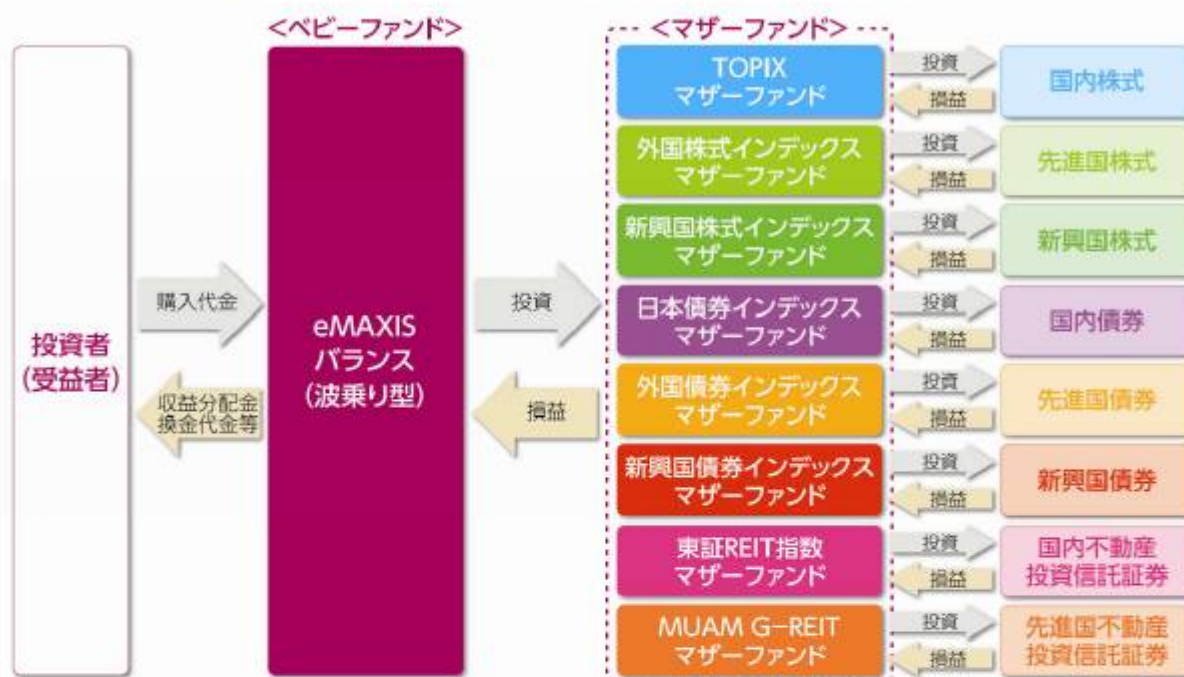 <ベビーファンド>
<マザーファンド>
投資者
(受益者)
購入代金
収益分配金
換金代金等
eMAXIS
バランス
(波乗り型)
投資
損益
TOPIX
マザーファンド
投資
損益
国内株式
外国株式インデックス
マザーファンド
投資
損益
先進国株式
新興国株式インデックス
マザーファンド
投資
損益
新興国株式
日本債券インデックス
マザーファンド
投資
損益
国内債券
外国債券インデックス
マザーファンド
投資
損益
先進国債券
新興国債券インデックス
マザーファンド
投資
損益
新興国債券
東証REIT指数
マザーファンド
投資
損益
国内不動産
投資信託証券
MUAM G-REIT
マザーファンド
投資
損益
先進国不動産
投資信託証券